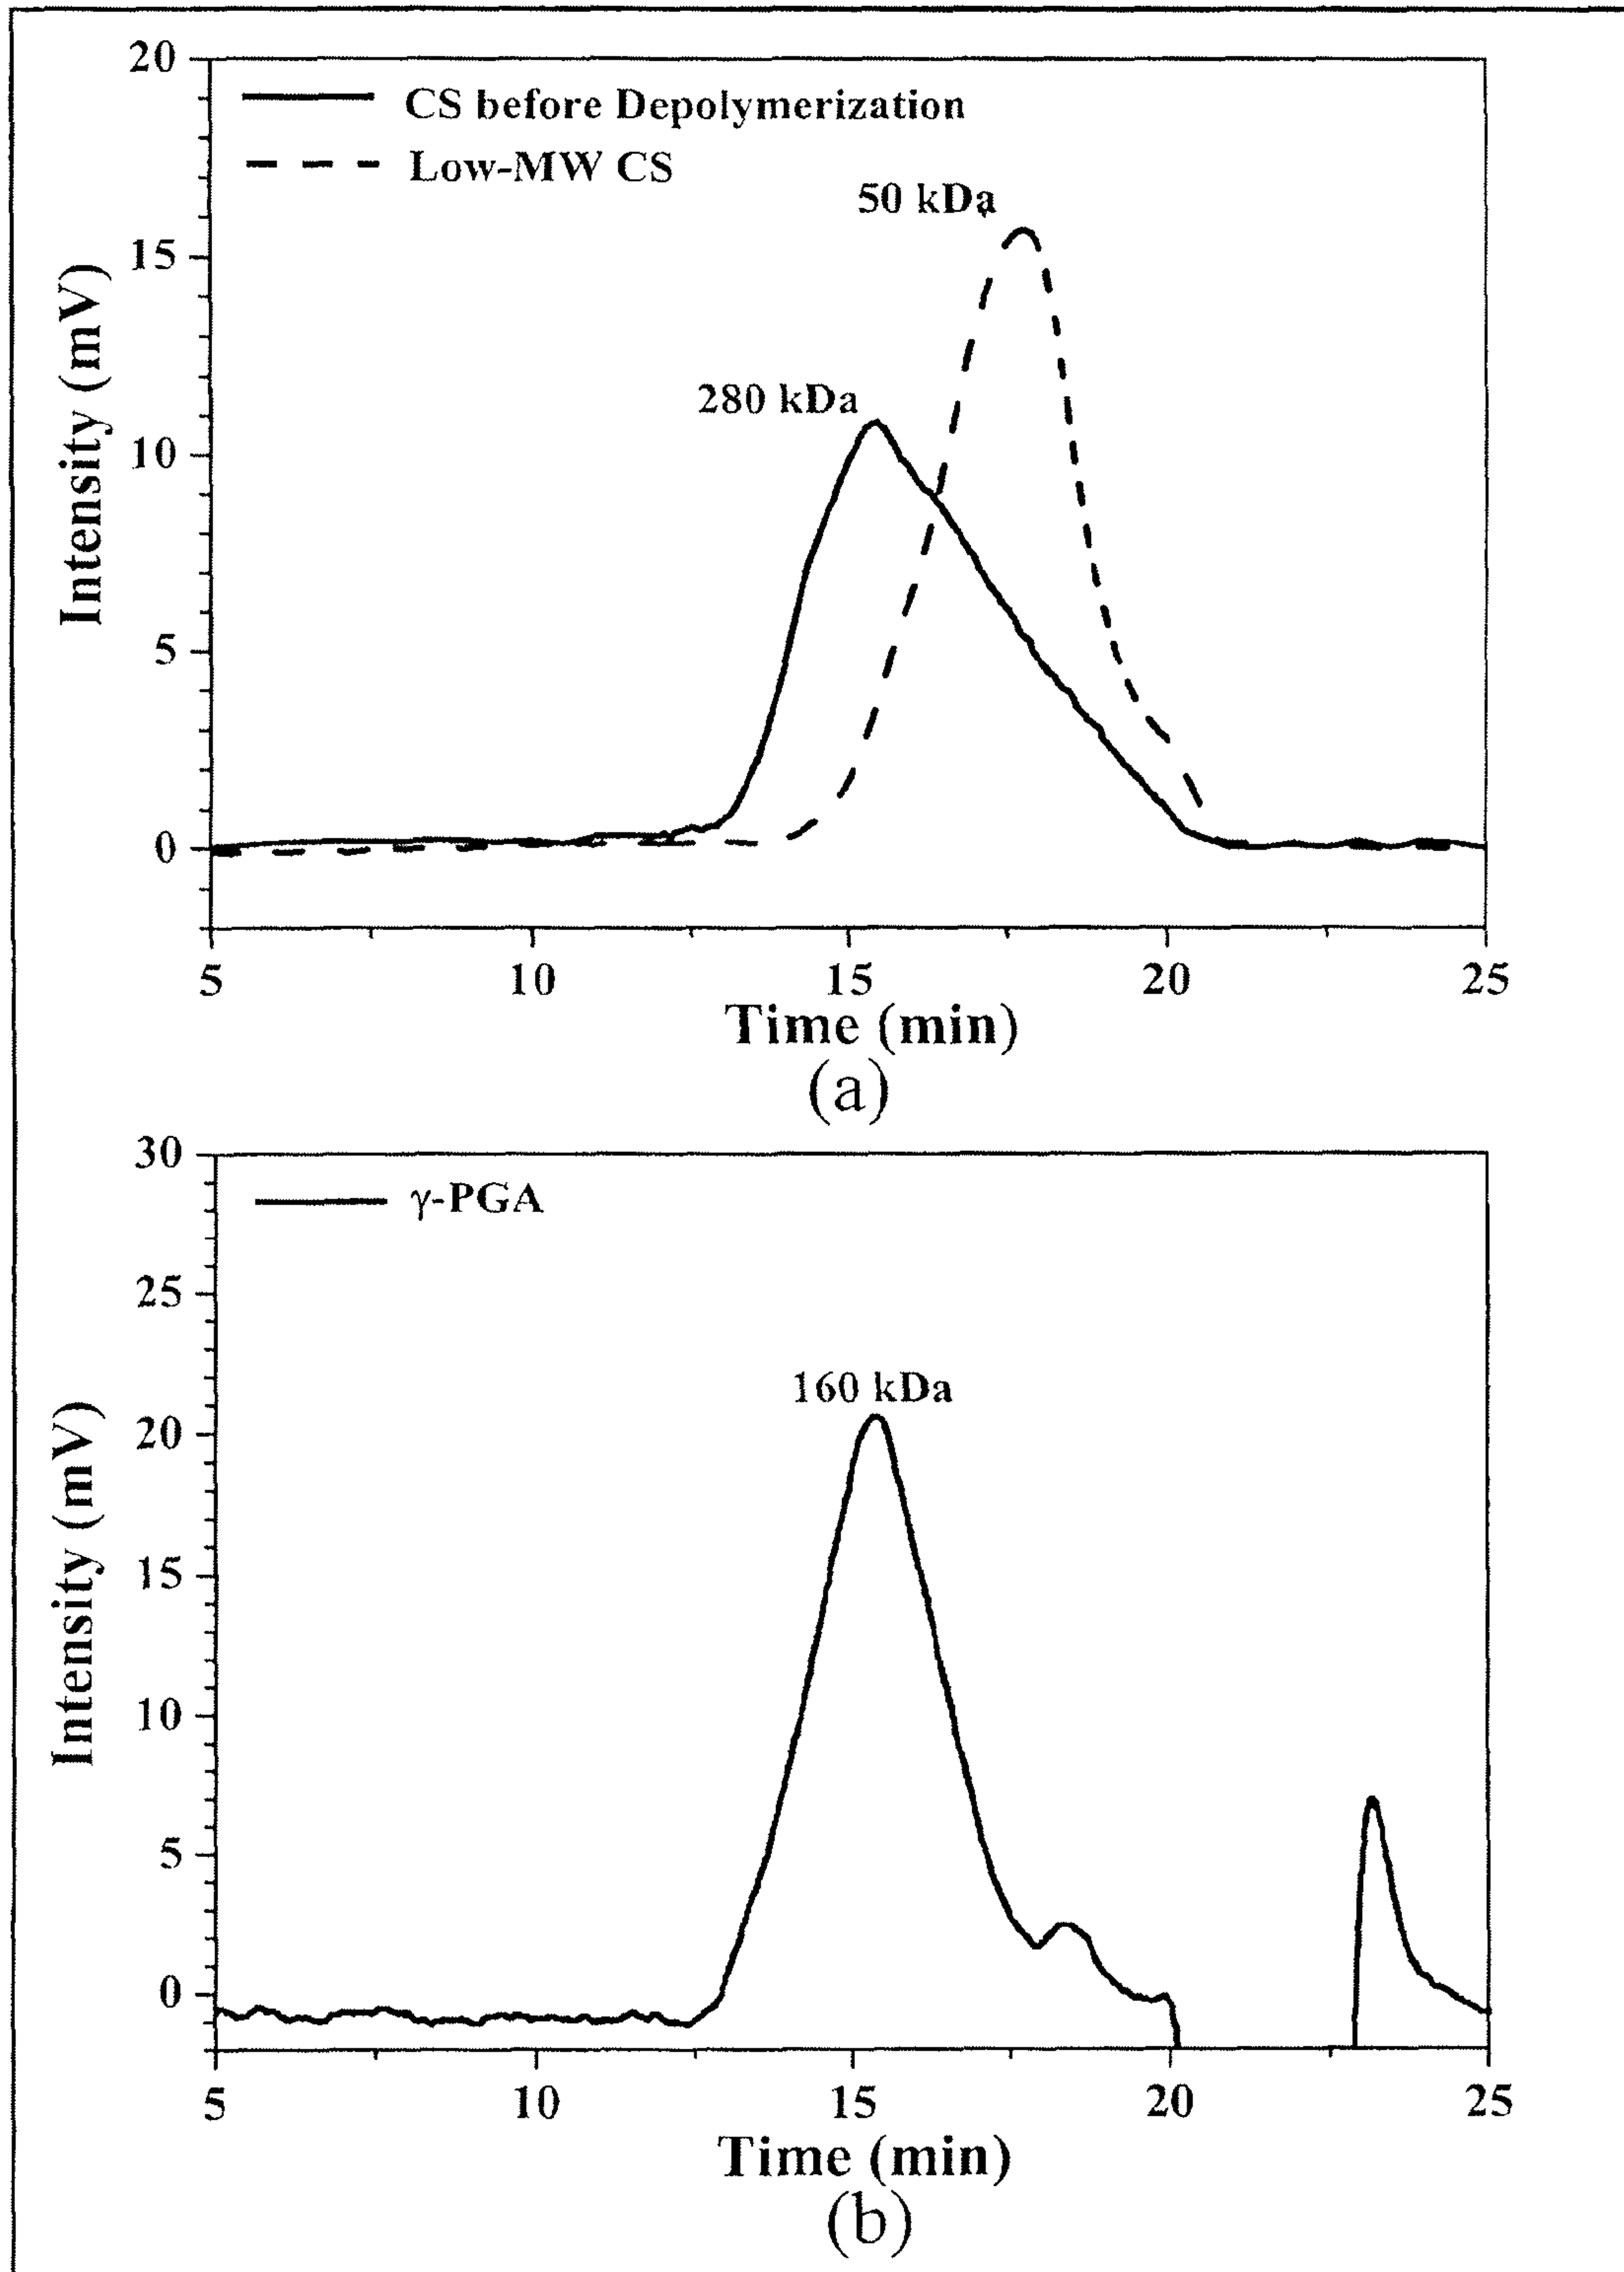 20
CS before Depolymerization
Low-MW CS
50 kDa
15
280 kDa
10
5
0
Intensity (mV)
5 10 15 20 25
Time (min)
(a)
30
γ-PGA
25
160 kDa
20
15
10
5
0
Intensity (mV)
5 10 15 20 25
Time (min)
(b)